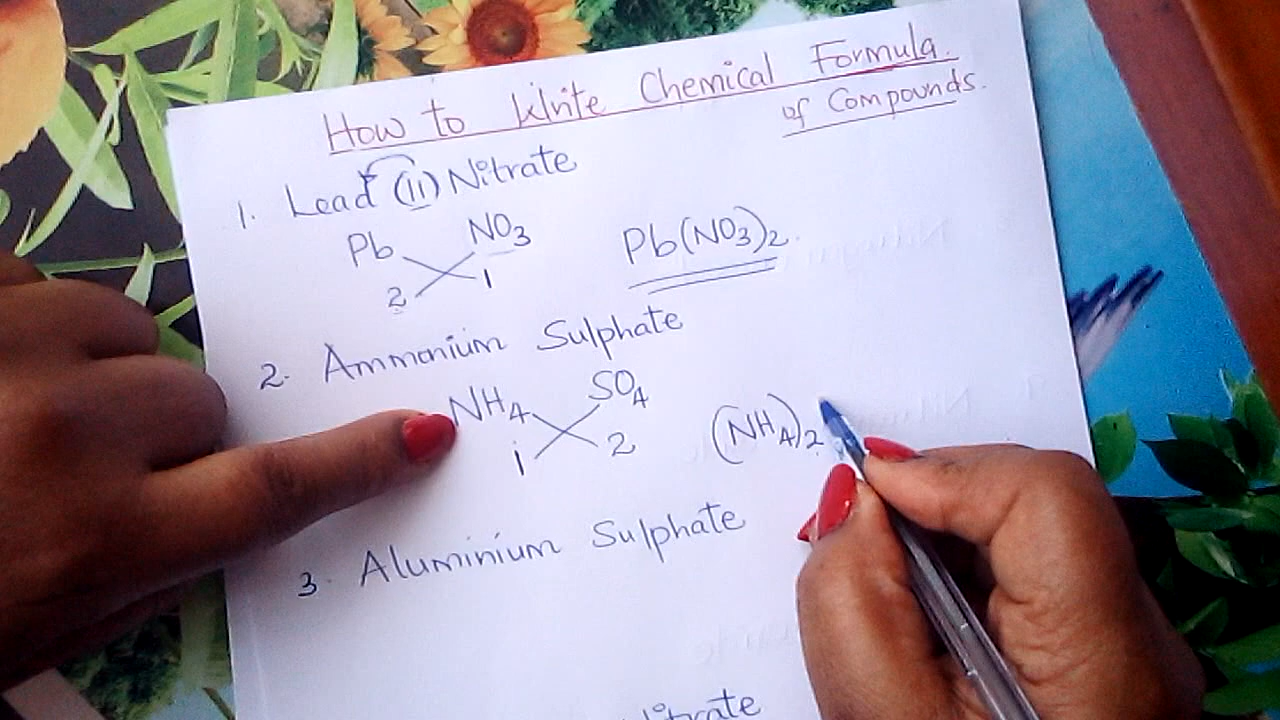 How to Write Chemical Formula
of Compounds.
1. Lead (II) Nitrate
Pb NO3
2 1
Pb(NO3)2.
2. Ammonium Sulphate
NH4 SO4
1 2
(NH4)2
3. Aluminium Sulphate
Nitrate